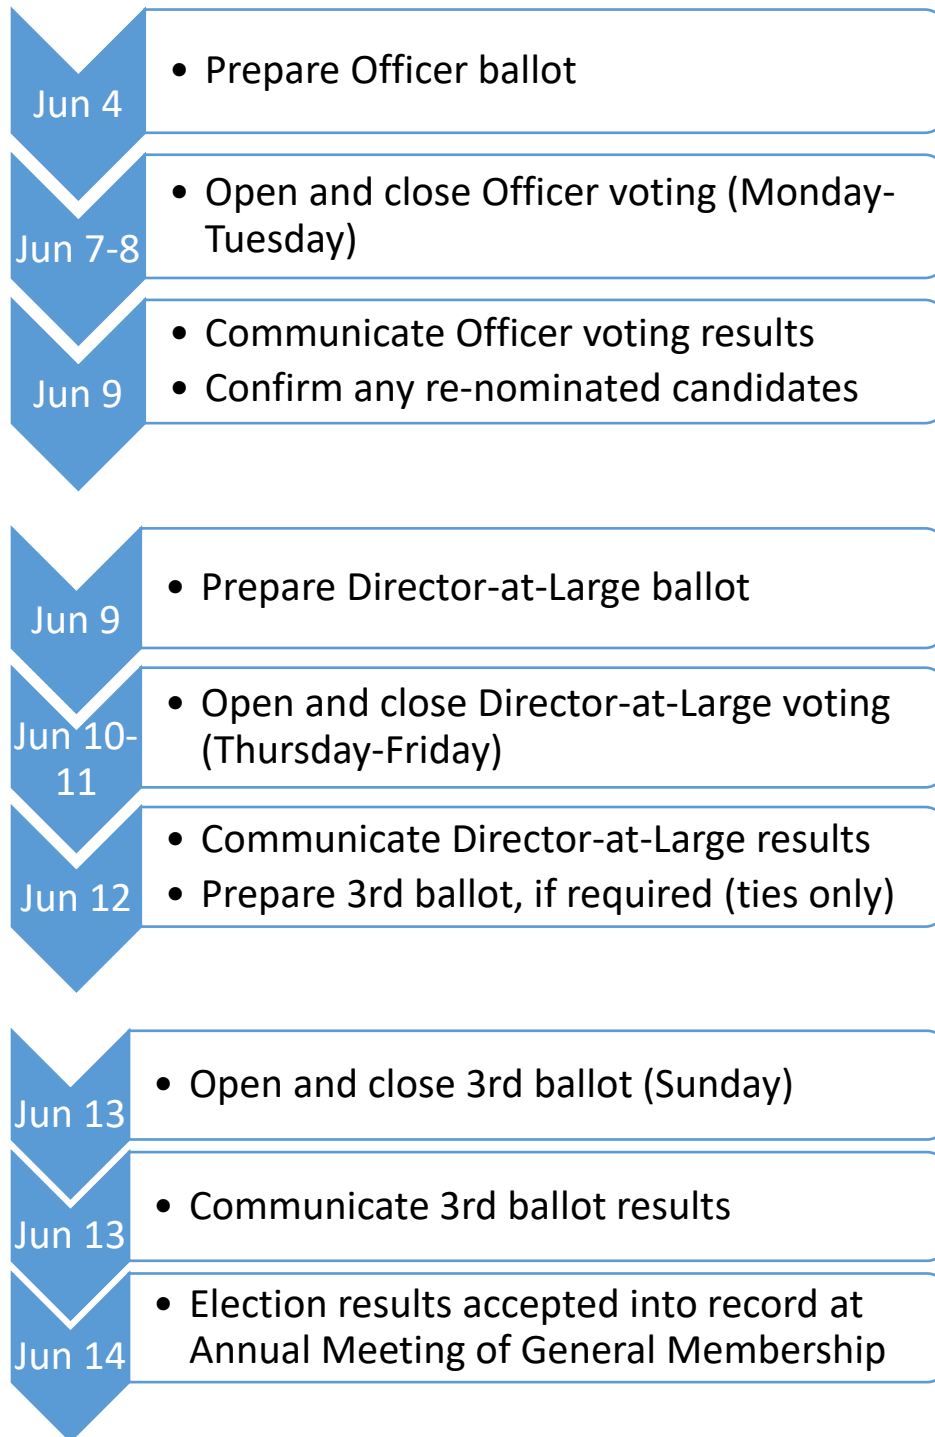 Jun 4
• Prepare Officer ballot
Jun 7-8
• Open and close Officer voting (Monday-
Tuesday)
Jun 9
• Communicate Officer voting results
• Confirm any re-nominated candidates
Jun 9
• Prepare Director-at-Large ballot
Jun 10-
11
• Open and close Director-at-Large voting
(Thursday-Friday)
Jun 12
• Communicate Director-at-Large results
• Prepare 3rd ballot, if required (ties only)
Jun 13
• Open and close 3rd ballot (Sunday)
Jun 13
• Communicate 3rd ballot results
Jun 14
• Election results accepted into record at
Annual Meeting of General Membership